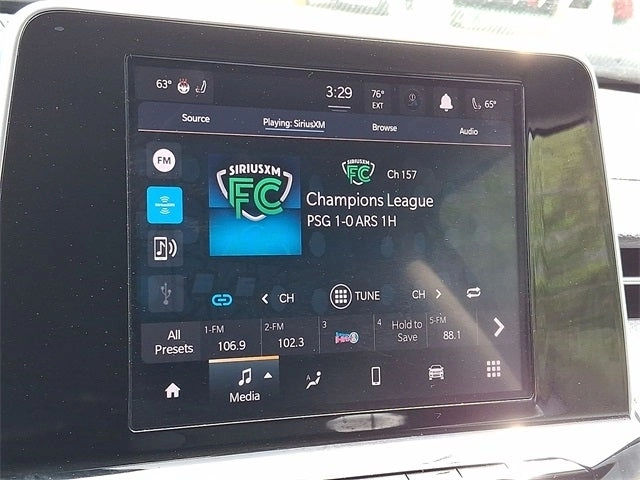 63° 3:29 76° EXT 65°
Source Playing: SiriusXM Browse Audio
FM
SIRIUSXM
FC
SIRIUSXM
FC
Ch 157
Champions League
PSG 1-0 ARS 1H
CH TUNE CH
All Presets
1-FM 106.9
2-FM 102.3
3
4 Hold to Save
5-FM 88.1
Media